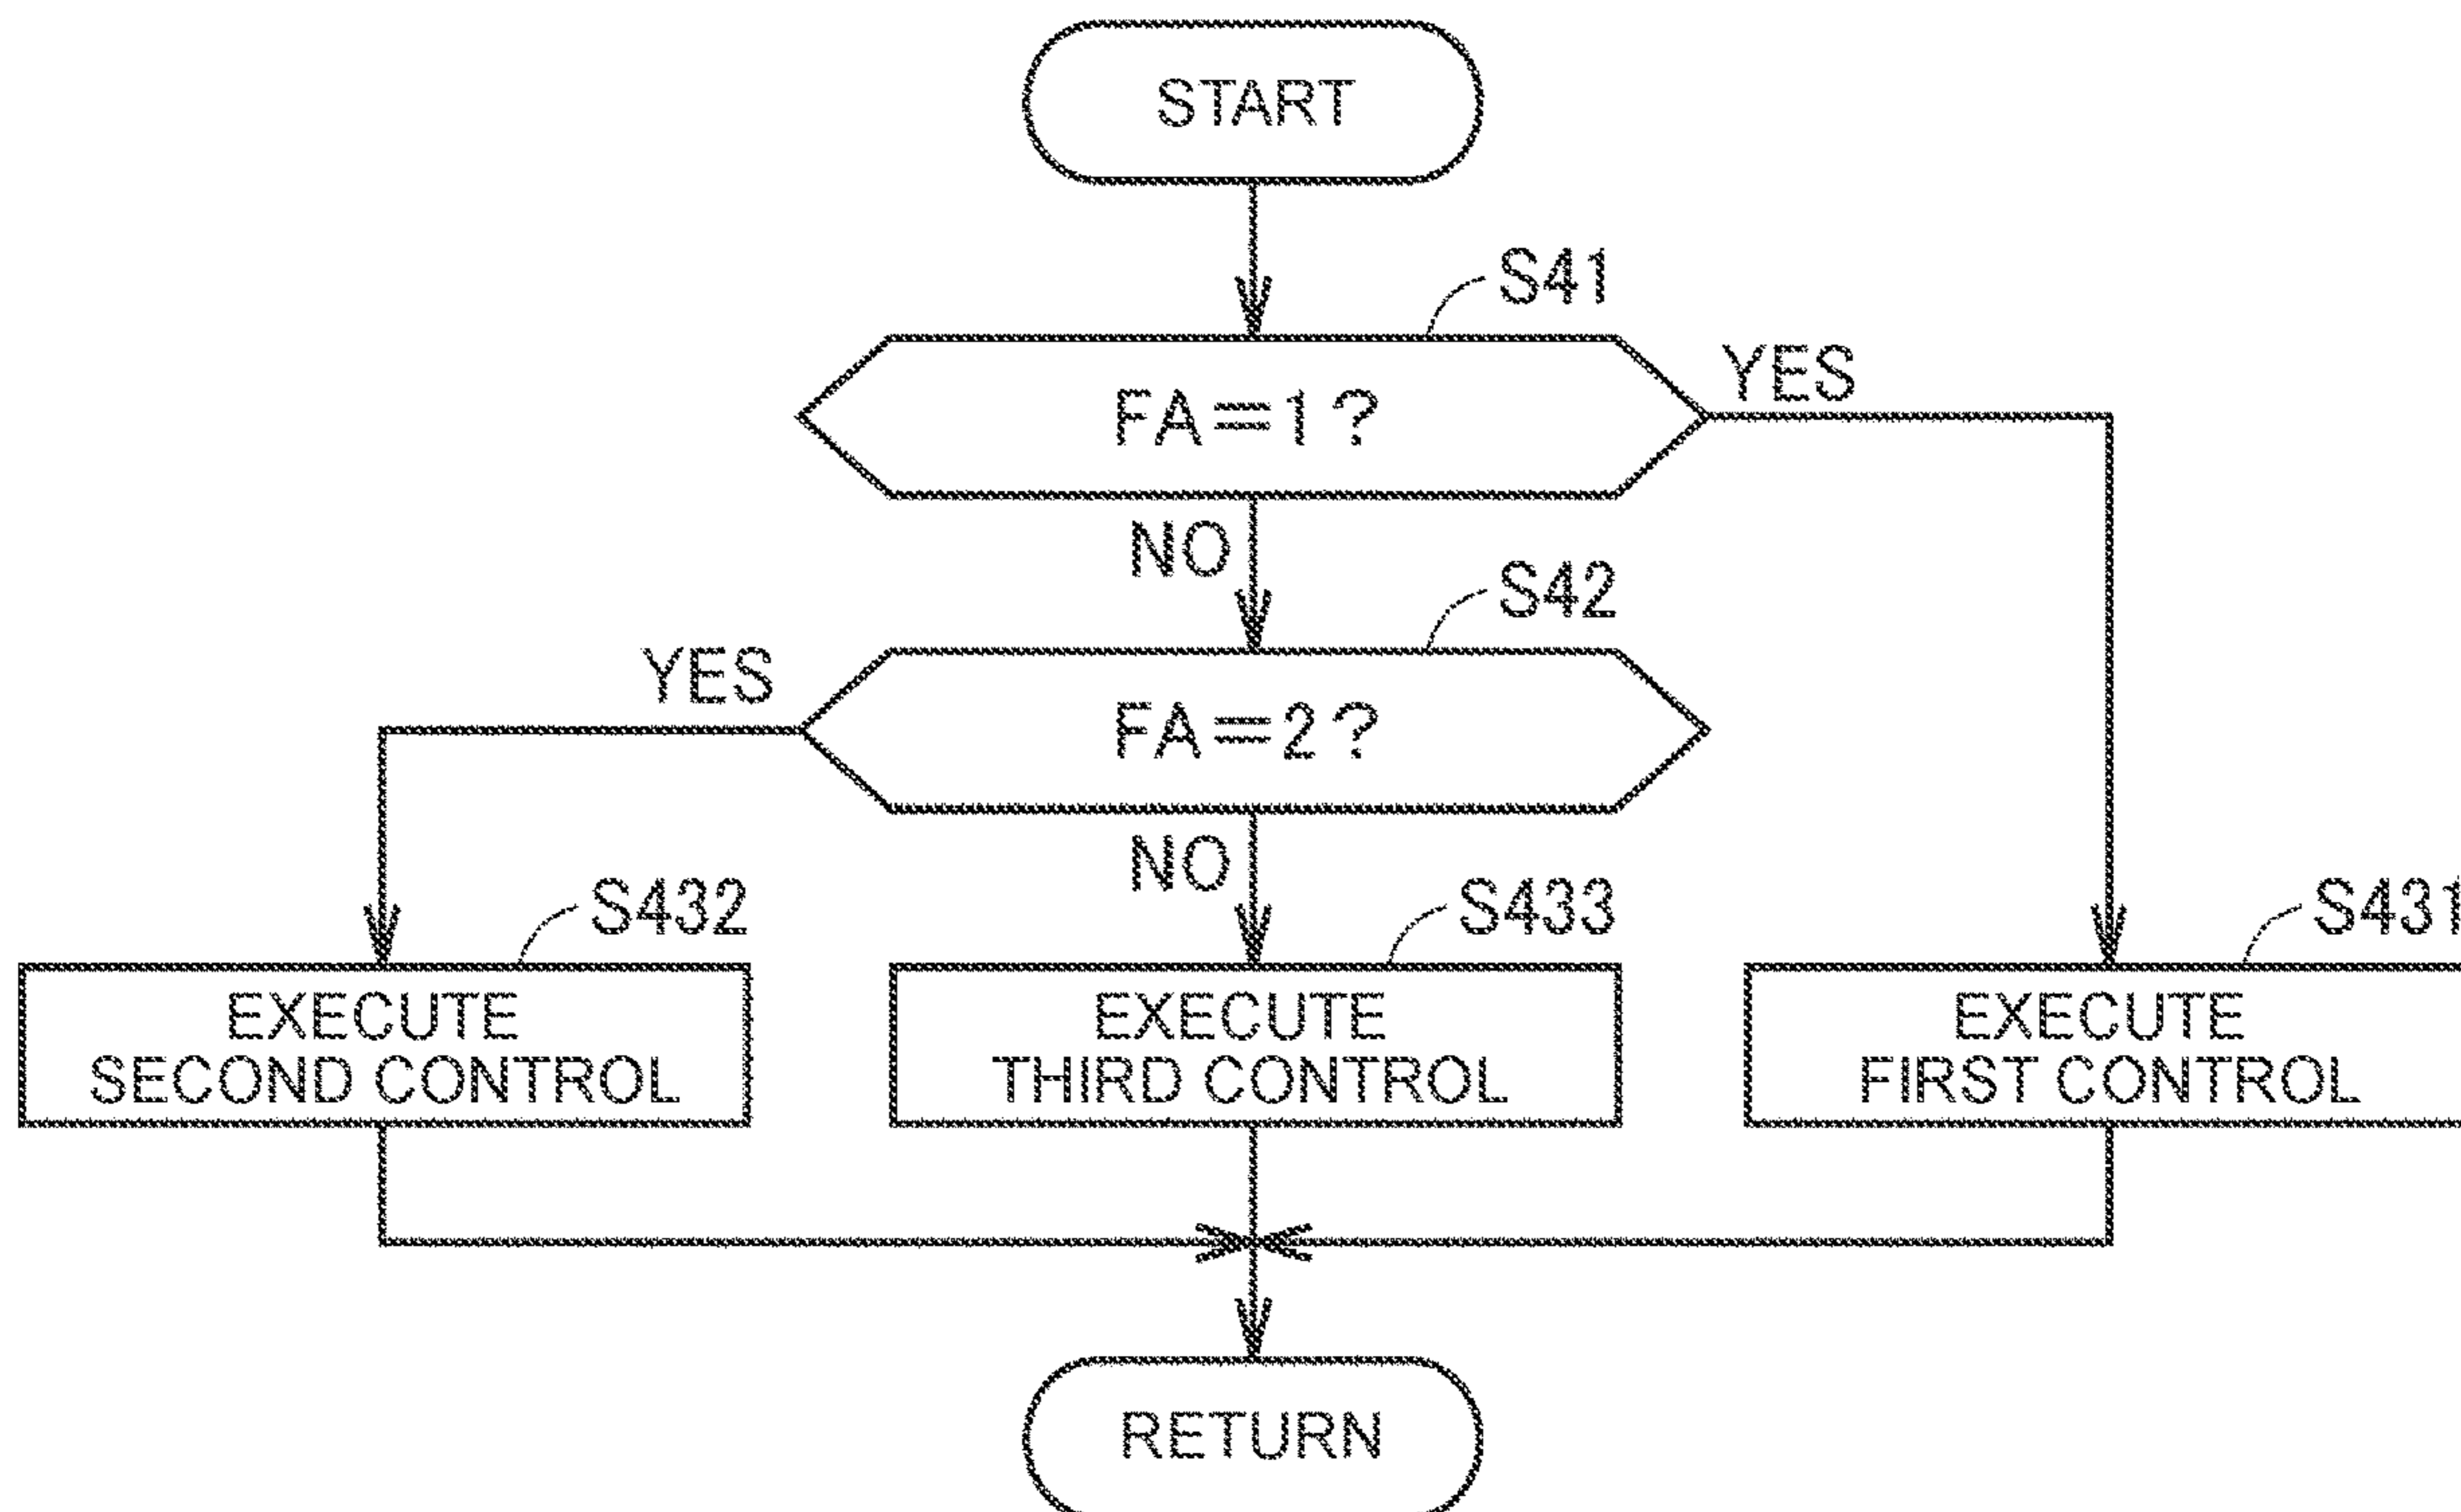 START
S41
FA=1?
YES
NO
S42
YES
FA=2?
NO
S432
S433
S431
EXECUTE
SECOND CONTROL
EXECUTE
THIRD CONTROL
EXECUTE
FIRST CONTROL
RETURN